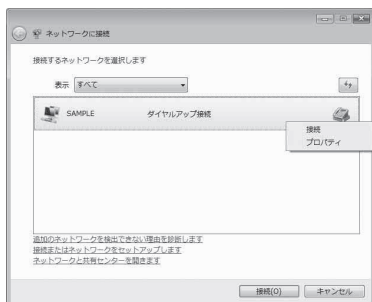 ネットワークに接続
接続するネットワークを選択します
表示 すべて
SAMPLE ダイヤルアップ接続
接続
プロパティ
追加のネットワークを検出できない理由を診断します
接続またはネットワークをセットアップします
ネットワークと共有センターを開きます
接続(O) キャンセル